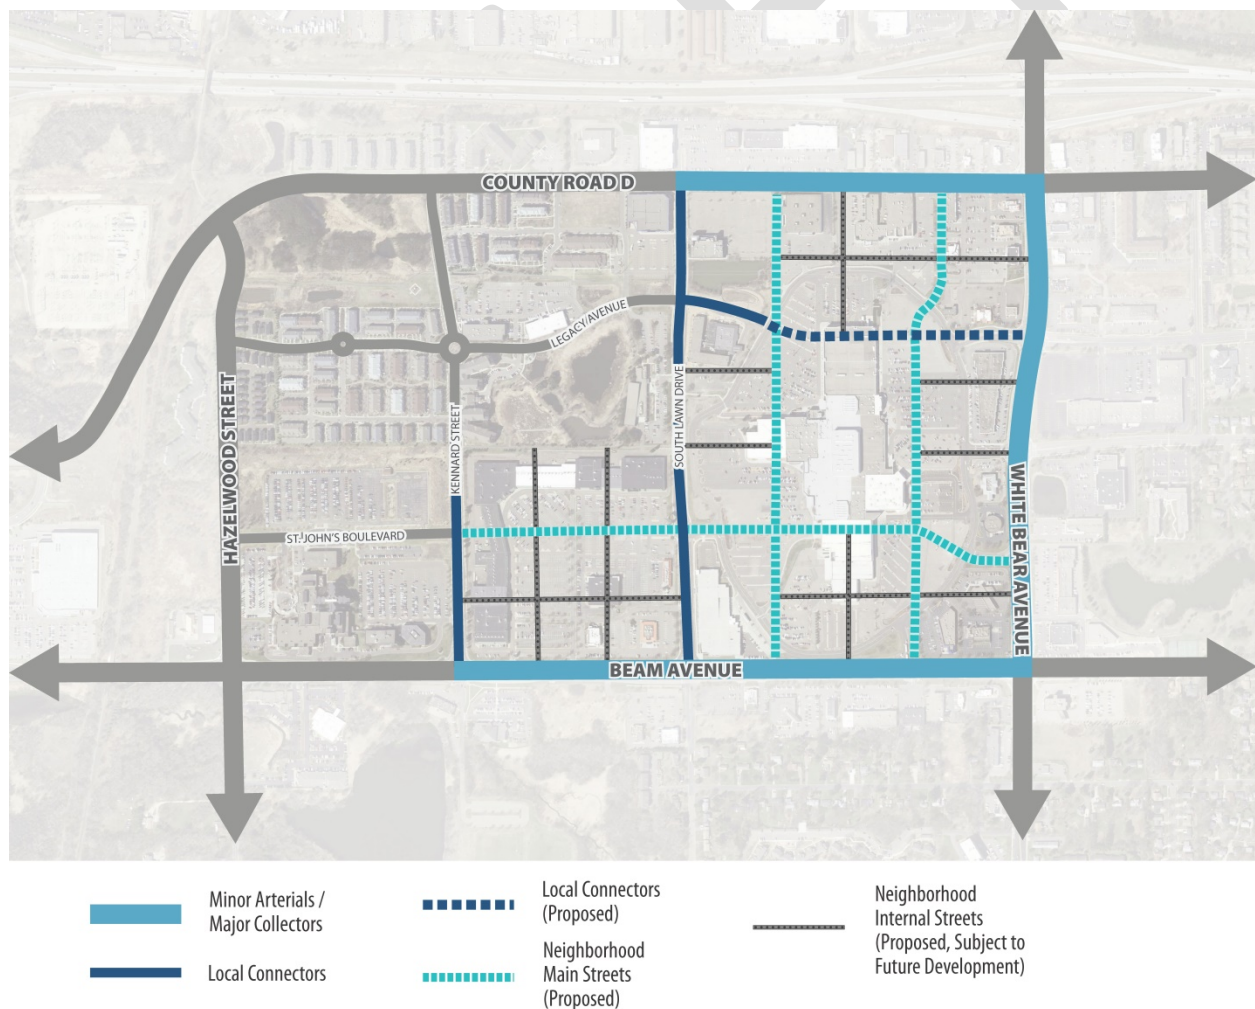 COUNTY ROAD D
LEGACY AVENUE
HAZELWOOD STREET
KENNARD STREET
SOUTH LAWN DRIVE
WHITE BEAR AVENUE
ST. JOHN'S BOULEVARD
BEAM AVENUE
Minor Arterials /
Major Collectors
Local Connectors
Local Connectors
(Proposed)
Neighborhood
Main Streets
(Proposed)
Neighborhood
Internal Streets
(Proposed, Subject to
Future Development)